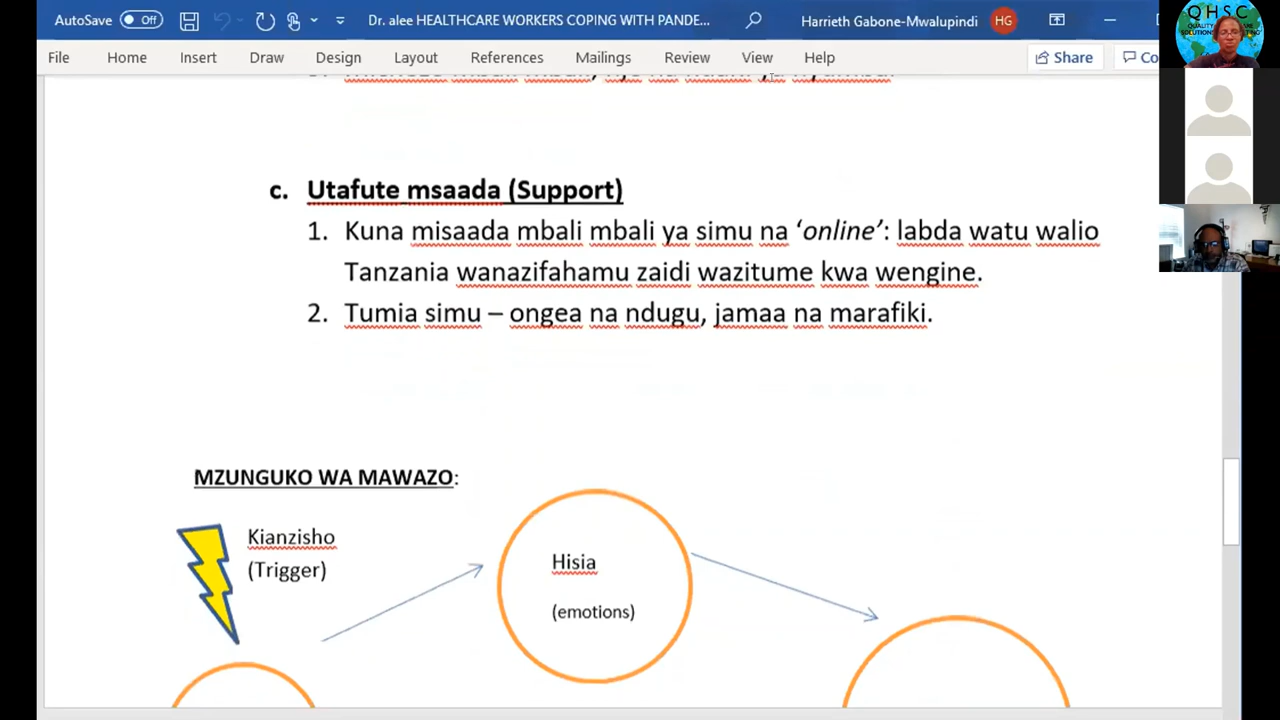 AutoSave Off Dr. alee HEALTHCARE WORKERS COPING WITH PANDE... Harrieth Gabone-Mwalupindi HG
QHSC
File Home Insert Draw Design Layout References Mailings Review View Help Share Co
c. Utafute msaada (Support)
1. Kuna misaada mbali mbali ya simu na ‘online’: labda watu walio
Tanzania wanazifahamu zaidi wazitume kwa wengine.
2. Tumia simu – ongea na ndugu, jamaa na marafiki.
MZUNGUKO WA MAWAZO:
Kianzisho
(Trigger)
Hisia
(emotions)